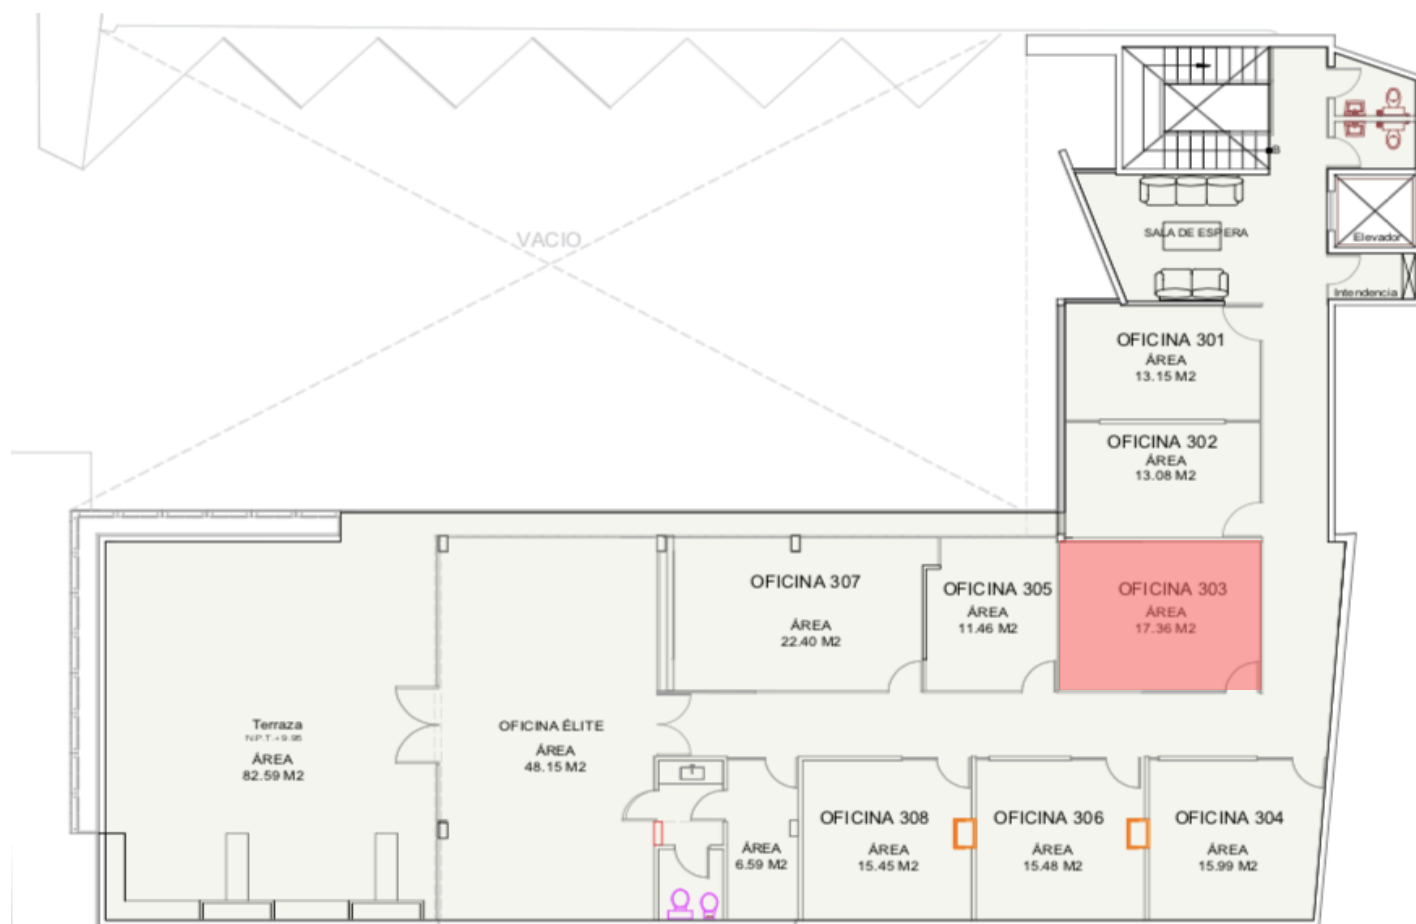 VACIO
B
SALA DE ESPERA
Elevador
Intendencia
OFICINA 301
ÁREA
13.15 M2
OFICINA 302
ÁREA
13.08 M2
OFICINA 307
ÁREA
22.40 M2
OFICINA 305
ÁREA
11.46 M2
OFICINA 303
ÁREA
17.36 M2
Terraza
N.P.T.+9.95
ÁREA
82.59 M2
OFICINA ÉLITE
ÁREA
48.15 M2
ÁREA
6.59 M2
OFICINA 308
ÁREA
15.45 M2
OFICINA 306
ÁREA
15.48 M2
OFICINA 304
ÁREA
15.99 M2